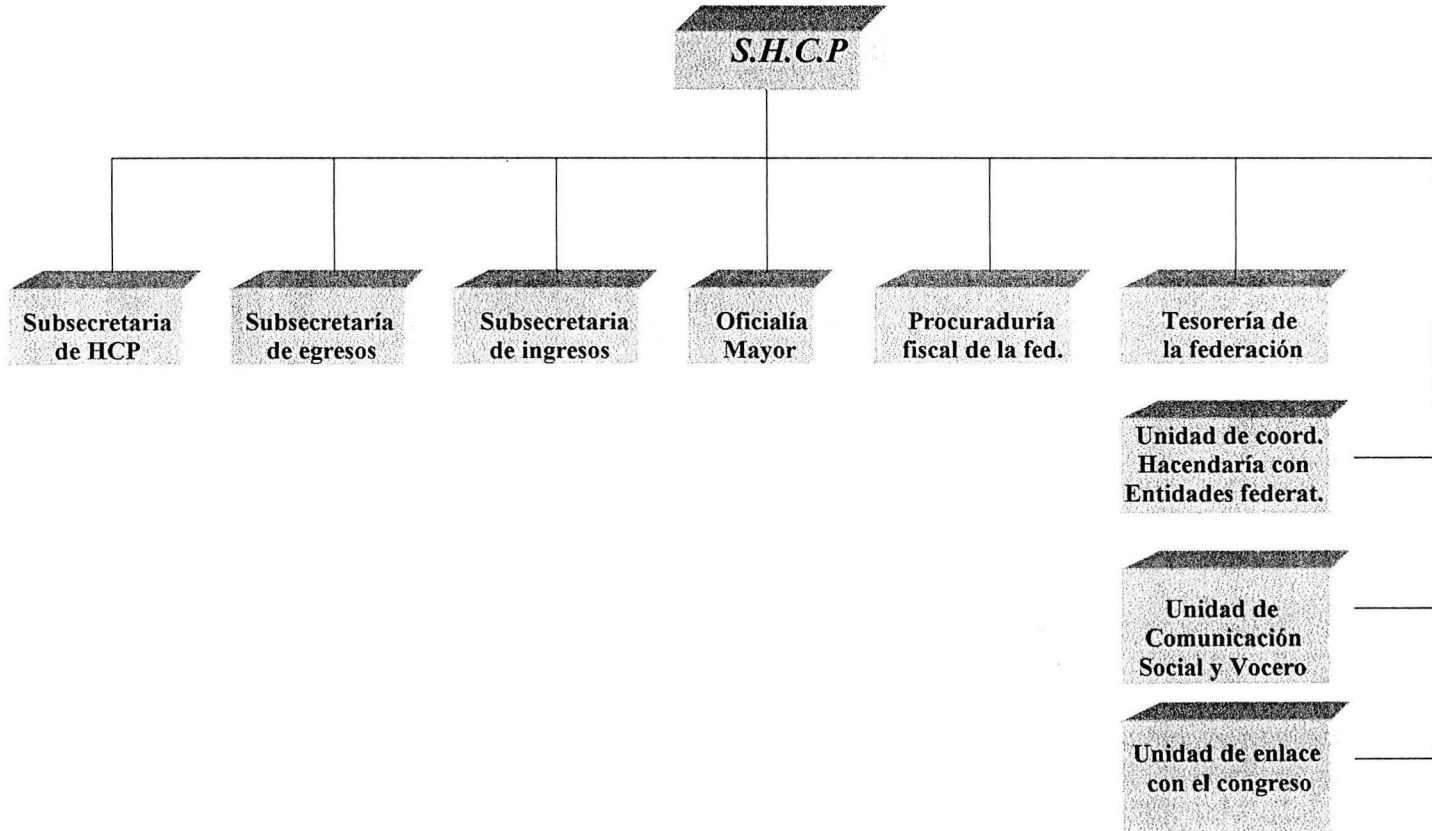 S.H.C.P
Subsecretaria
de HCP
Subsecretaría
de egresos
Subsecretaria
de ingresos
Oficialía
Mayor
Procuraduría
fiscal de la fed.
Tesorería de
la federación
Unidad de coord.
Hacendaría con
Entidades federat.
Unidad de
Comunicación
Social y Vocero
Unidad de enlace
con el congreso